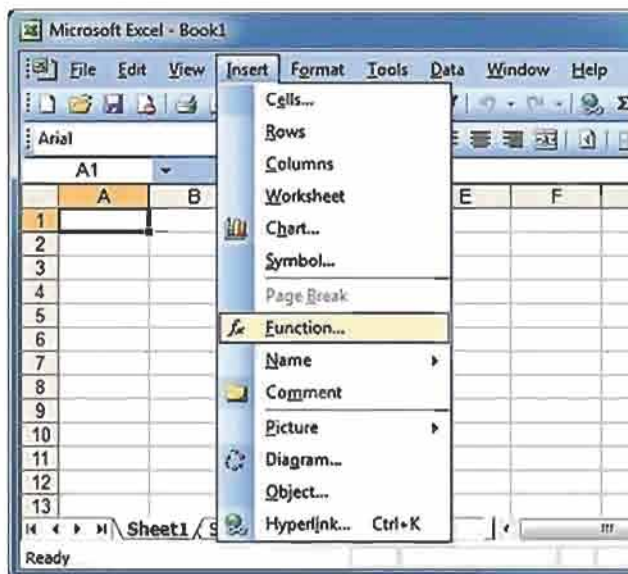 Microsoft Excel - Book1
File Edit View Insert Format Tools Data Window Help
Arial
A1
A B E F
Cells...
Rows
Columns
Worksheet
Chart...
Symbol...
Page Break
Function...
Name
Comment
Picture
Diagram...
Object...
Hyperlink... Ctrl+K
1
2
3
4
5
6
7
8
9
10
11
12
13
Sheet1 / S
Ready